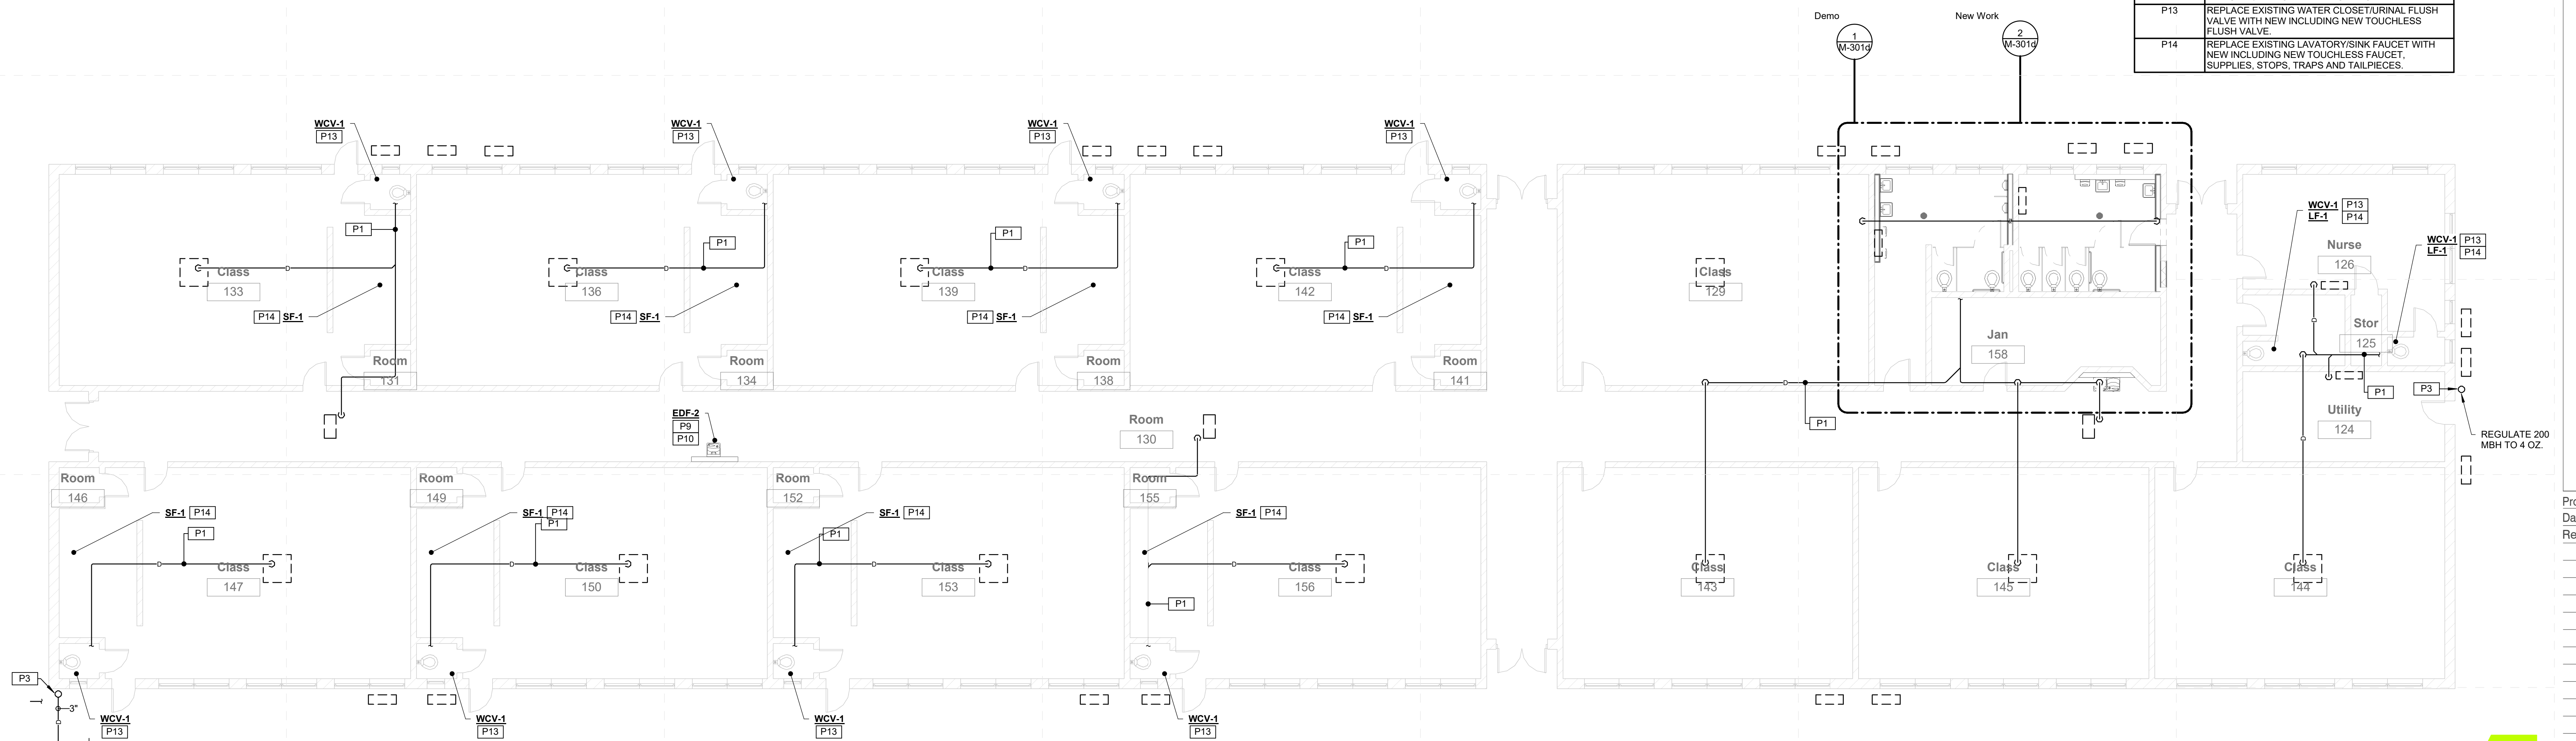 Demo
New Work
1
M-301d
2
M-301d
P13
REPLACE EXISTING WATER CLOSET/URINAL FLUSH
VALVE WITH NEW INCLUDING NEW TOUCHLESS
FLUSH VALVE.
P14
REPLACE EXISTING LAVATORY/SINK FAUCET WITH
NEW INCLUDING NEW TOUCHLESS FAUCET,
SUPPLIES, STOPS, TRAPS AND TAILPIECES.
WCV-1
P13
WCV-1
P13
WCV-1
P13
WCV-1
P13
P1
P1
P1
P1
Class
133
Class
136
Class
139
Class
142
Class
129
P14 SF-1
P14 SF-1
P14 SF-1
P14 SF-1
WCV-1 P13
LF-1 P14
WCV-1 P13
LF-1 P14
Nurse
126
Stor
125
Jan
158
Room
131
Room
134
Room
138
Room
141
P3
P1
REGULATE 200
MBH TO 4 OZ.
Utility
124
EDF-2
P9
P10
Room
130
P1
Room
146
Room
149
Room
152
Room
155
SF-1 P14
SF-1 P14
SF-1 P14
SF-1 P14
P1
P1
P1
P1
Class
147
Class
150
Class
153
Class
156
Class
143
Class
145
Class
144
P3
3"
WCV-1
P13
WCV-1
P13
WCV-1
P13
WCV-1
P13
Pro
Da
Re